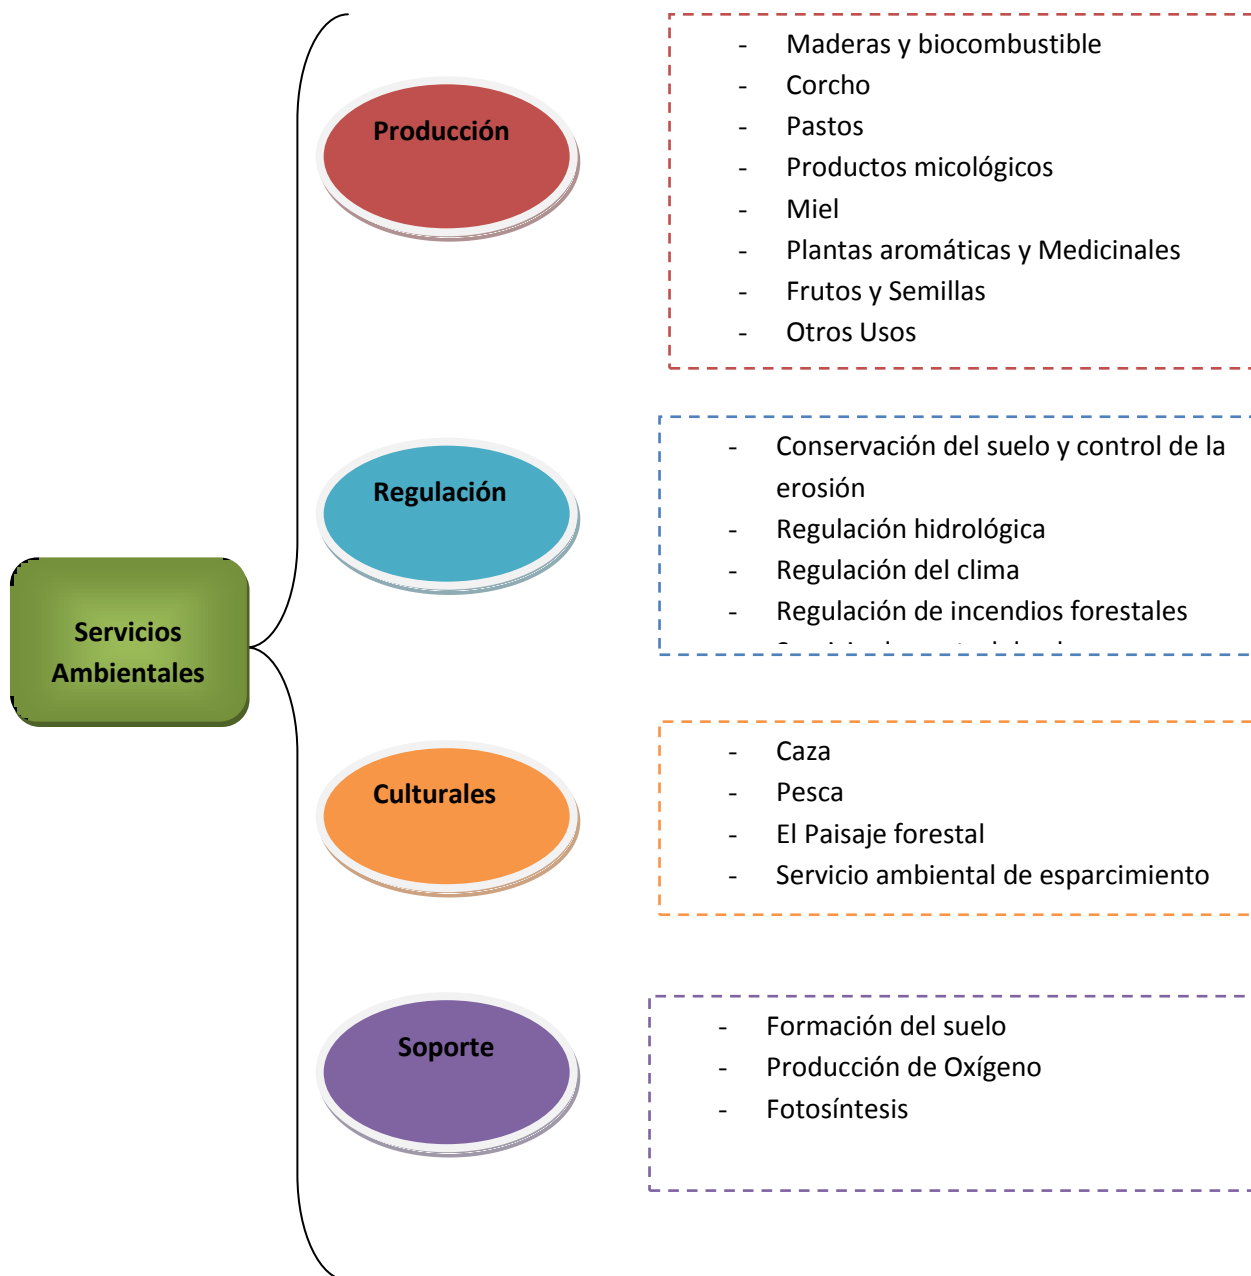 Servicios
Ambientales
Producción
- Maderas y biocombustible
- Corcho
- Pastos
- Productos micológicos
- Miel
- Plantas aromáticas y Medicinales
- Frutos y Semillas
- Otros Usos
Regulación
- Conservación del suelo y control de la
erosión
- Regulación hidrológica
- Regulación del clima
- Regulación de incendios forestales
Culturales
- Caza
- Pesca
- El Paisaje forestal
- Servicio ambiental de esparcimiento
Soporte
- Formación del suelo
- Producción de Oxígeno
- Fotosíntesis